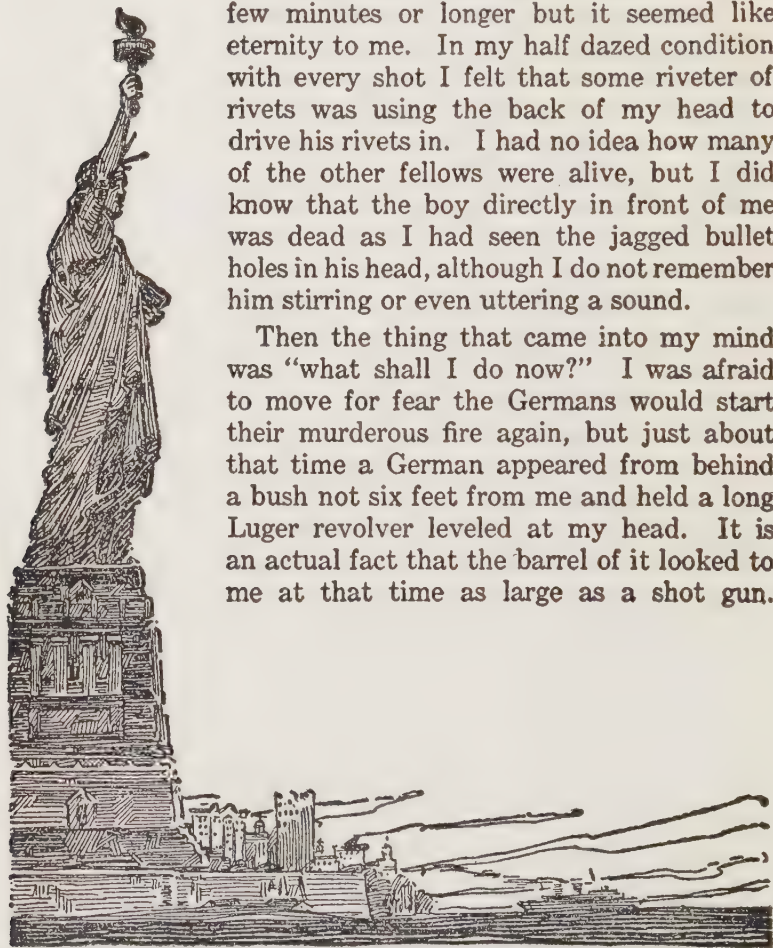 few minutes or longer but it seemed like
eternity to me. In my half dazed condition
with every shot I felt that some riveter of
rivets was using the back of my head to
drive his rivets in. I had no idea how many
of the other fellows were alive, but I did
know that the boy directly in front of me
was dead as I had seen the jagged bullet
holes in his head, although I do not remember
him stirring or even uttering a sound.
Then the thing that came into my mind
was “what shall I do now?” I was afraid
to move for fear the Germans would start
their murderous fire again, but just about
that time a German appeared from behind
a bush not six feet from me and held a long
Luger revolver leveled at my head. It is
an actual fact that the barrel of it looked to
me at that time as large as a shot gun.